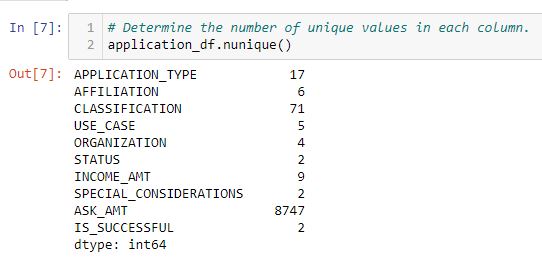 In [7]: 1 # Determine the number of unique values in each column.
2 application_df.nunique()
Out[7]: APPLICATION_TYPE 17
AFFILIATION 6
CLASSIFICATION 71
USE_CASE 5
ORGANIZATION 4
STATUS 2
INCOME_AMT 9
SPECIAL_CONSIDERATIONS 2
ASK_AMT 8747
IS_SUCCESSFUL 2
dtype: int64